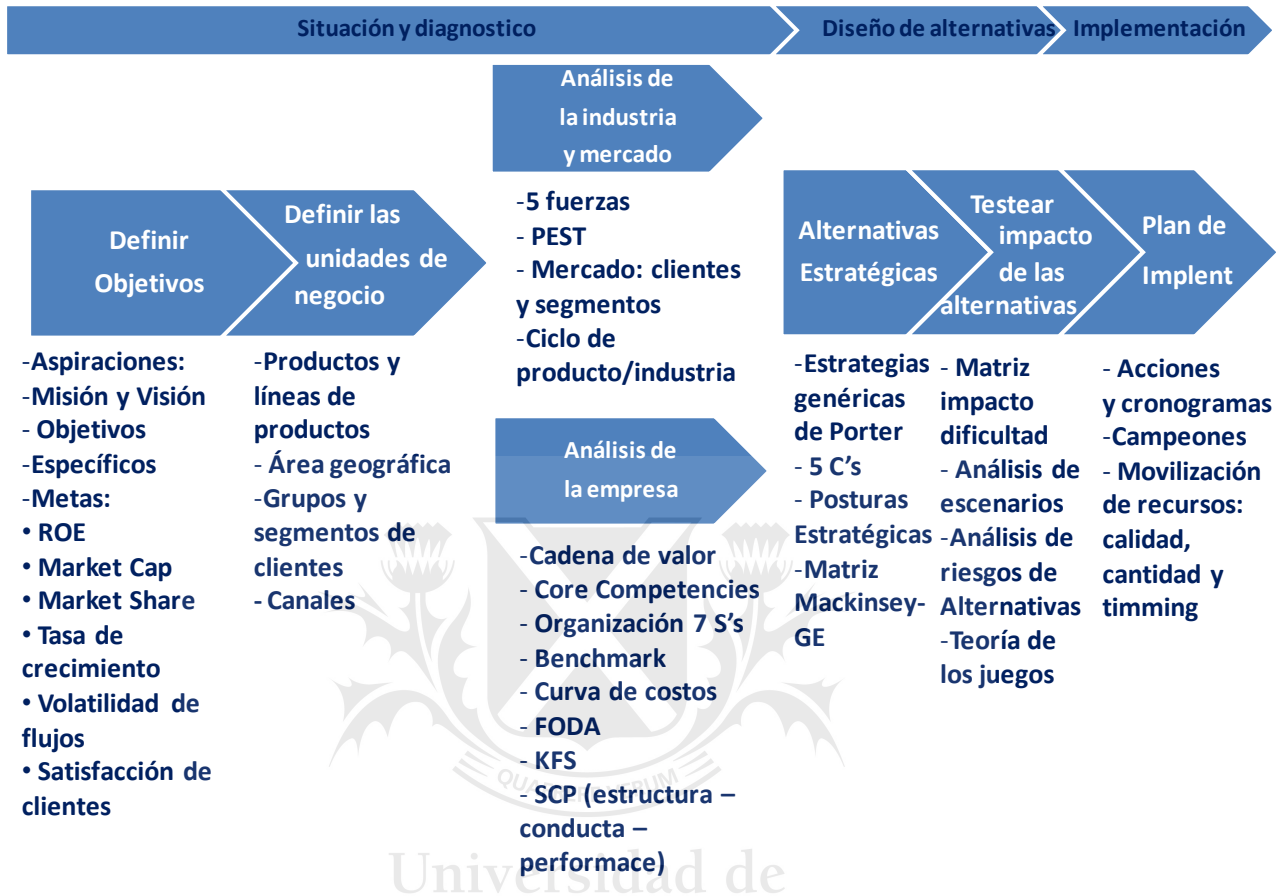 Situación y diagnostico
Diseño de alternativas
Implementación
Análisis de
la industria
y mercado
Definir
Objetivos
Definir las
unidades de
negocio
-5 fuerzas
- PEST
- Mercado: clientes
y segmentos
-Ciclo de
producto/industria
Alternativas
Estratégicas
Testear
impacto
de las
alternativas
Plan de
Implent
-Aspiraciones:
-Misión y Visión
- Objetivos
-Específicos
-Metas:
• ROE
• Market Cap
• Market Share
• Tasa de
crecimiento
• Volatilidad de
flujos
• Satisfacción de
clientes
-Productos y
líneas de
productos
- Área geográfica
-Grupos y
segmentos de
clientes
- Canales
Análisis de
la empresa
-Cadena de valor
- Core Competencies
- Organización 7 S's
- Benchmark
- Curva de costos
- FODA
- KFS
- SCP (estructura –
conducta –
performace)
-Estrategias
genéricas
de Porter
- 5 C's
- Posturas
Estratégicas
-Matriz
Mackinsey-
GE
- Matriz
impacto
dificultad
- Análisis de
escenarios
-Análisis de
riesgos de
Alternativas
-Teoría de
los juegos
- Acciones
y cronogramas
-Campeones
- Movilización
de recursos:
calidad,
cantidad y
timming
Universidad de